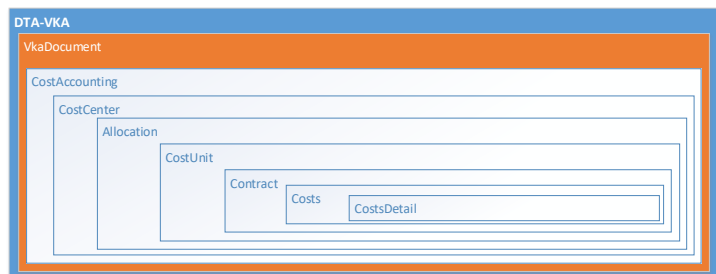 DTA-VKA
VkaDocument
CostAccounting
CostCenter
Allocation
CostUnit
Contract
Costs
CostsDetail